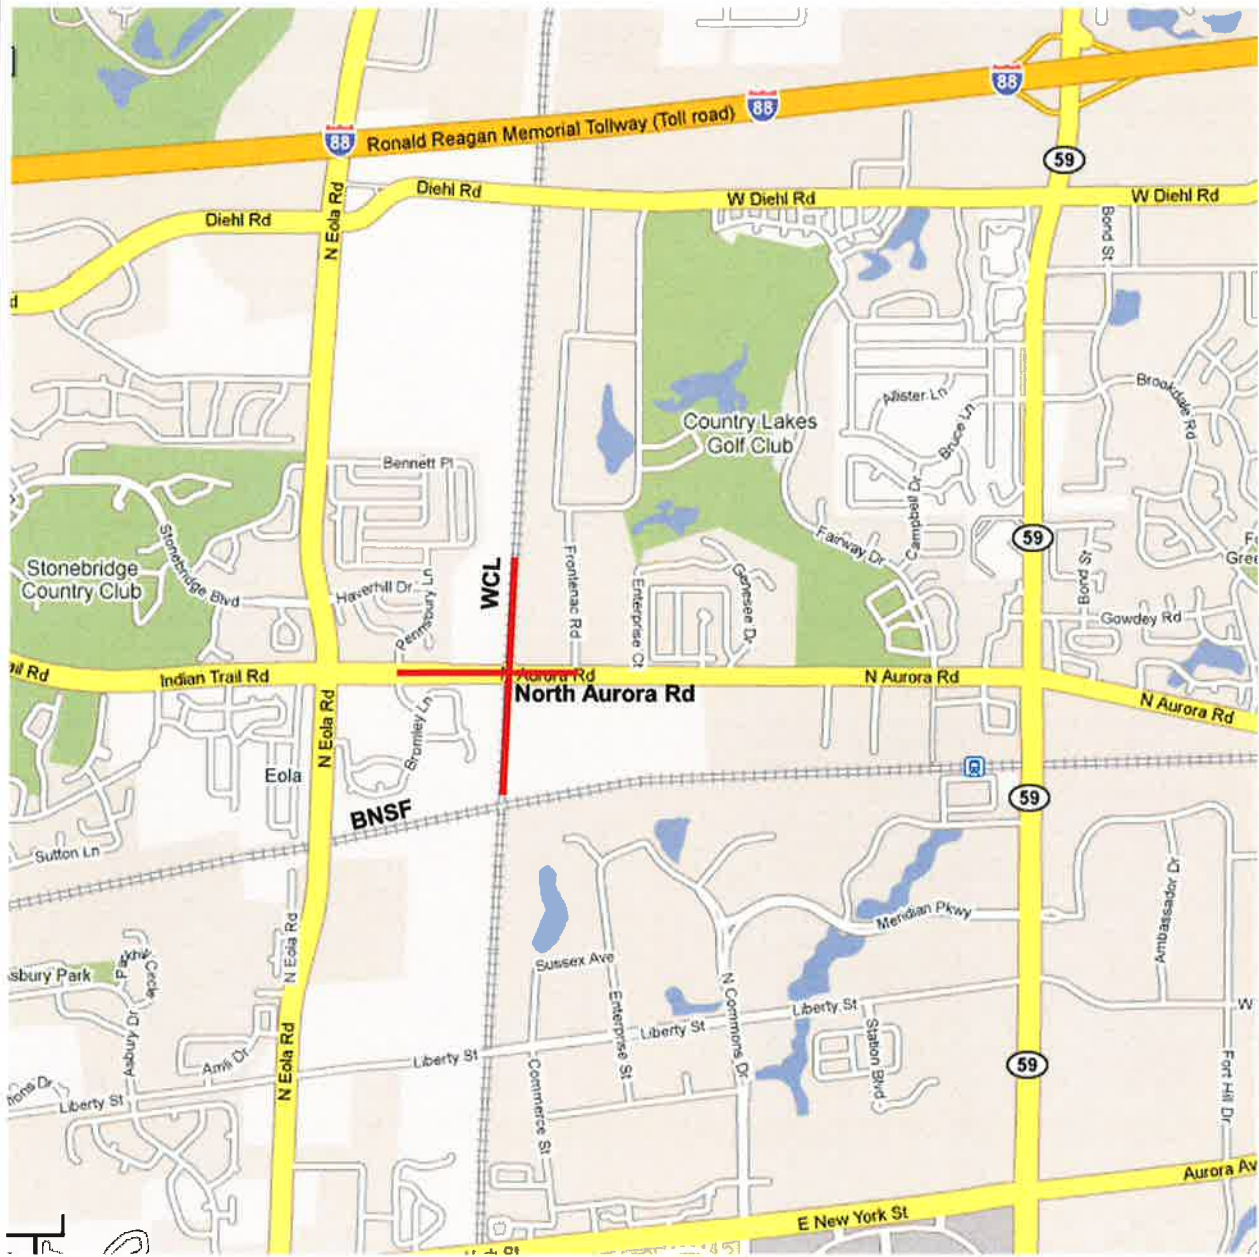 88
88
88
Ronald Reagan Memorial Tollway (Toll road)
59
Diehl Rd
W Diehl Rd
W Diehl Rd
Diehl Rd
N Eola Rd
Bond St
Brookdale Rd
Allister Ln
Bruce Ln
Country Lakes
Golf Club
Bennett Pl
Campbell Dr
Fairway Dr
59
Stonebridge Blvd
Stonebridge
Country Club
WCL
Frontenac Rd
Enterprise Ct
Genesee Dr
Bond St
Haverhill Dr
Pennsbury Ln
Gowdey Rd
Indian Trail Rd
Aurora Rd
N Aurora Rd
North Aurora Rd
N Aurora Rd
N Eola Rd
Bromley Ln
Eola
59
BNSF
Sutton Ln
Ambassador Dr
Meridian Pkwy
N Eola Rd
Circle
sbury Park
Sussex Ave
Enterprise St
N Commons Dr
Liberty St
Liberty St
W
Station Blvd
Asbury Dr
Amli Dr
Liberty St
N Eola Rd
59
Fort Hill Dr
Commerce St
Liberty St
Aurora Av
E New York St